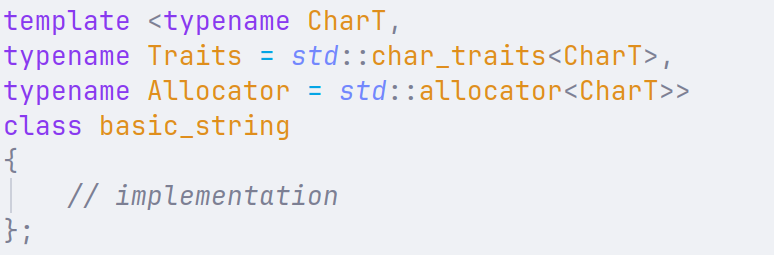 template <typename CharT,
typename Traits = std::char_traits<CharT>,
typename Allocator = std::allocator<CharT>>
class basic_string
{
    // implementation
};